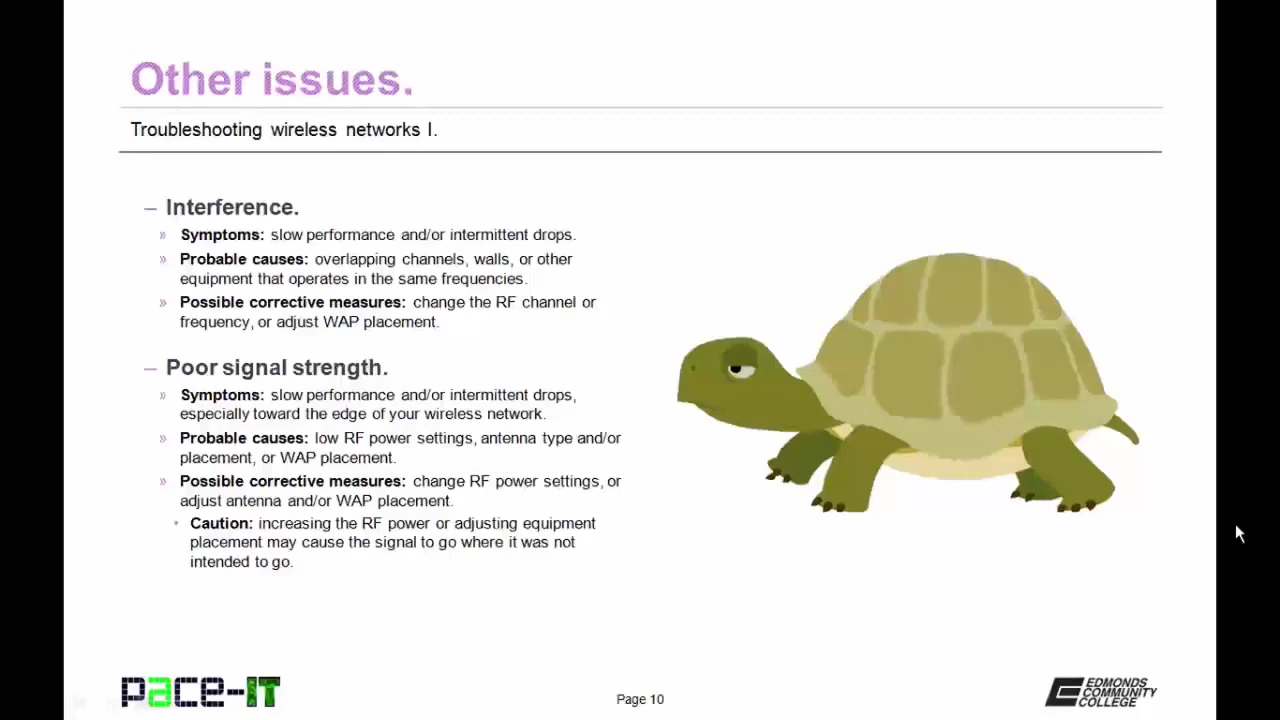 Other issues.
Troubleshooting wireless networks I.
– Interference.
» Symptoms: slow performance and/or intermittent drops.
» Probable causes: overlapping channels, walls, or other
equipment that operates in the same frequencies.
» Possible corrective measures: change the RF channel or
frequency, or adjust WAP placement.
– Poor signal strength.
» Symptoms: slow performance and/or intermittent drops,
especially toward the edge of your wireless network.
» Probable causes: low RF power settings, antenna type and/or
placement, or WAP placement.
» Possible corrective measures: change RF power settings, or
adjust antenna and/or WAP placement.
• Caution: increasing the RF power or adjusting equipment
placement may cause the signal to go where it was not
intended to go.
pace-IT
Page 10
EDMONDS
COMMUNITY
COLLEGE